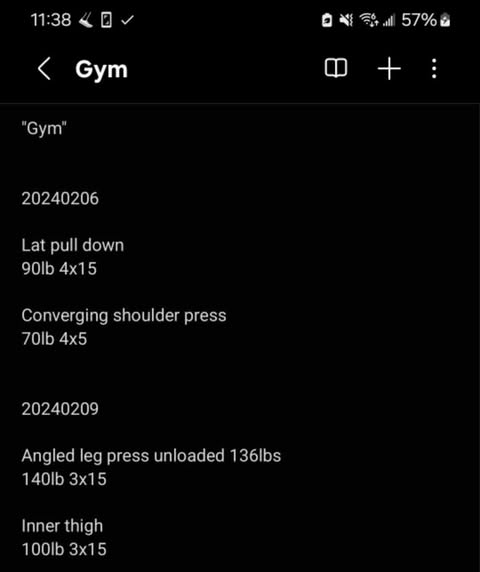 11:38 57%
Gym
"Gym"
20240206
Lat pull down
90lb 4x15
Converging shoulder press
70lb 4x5
20240209
Angled leg press unloaded 136lbs
140lb 3x15
Inner thigh
100lb 3x15